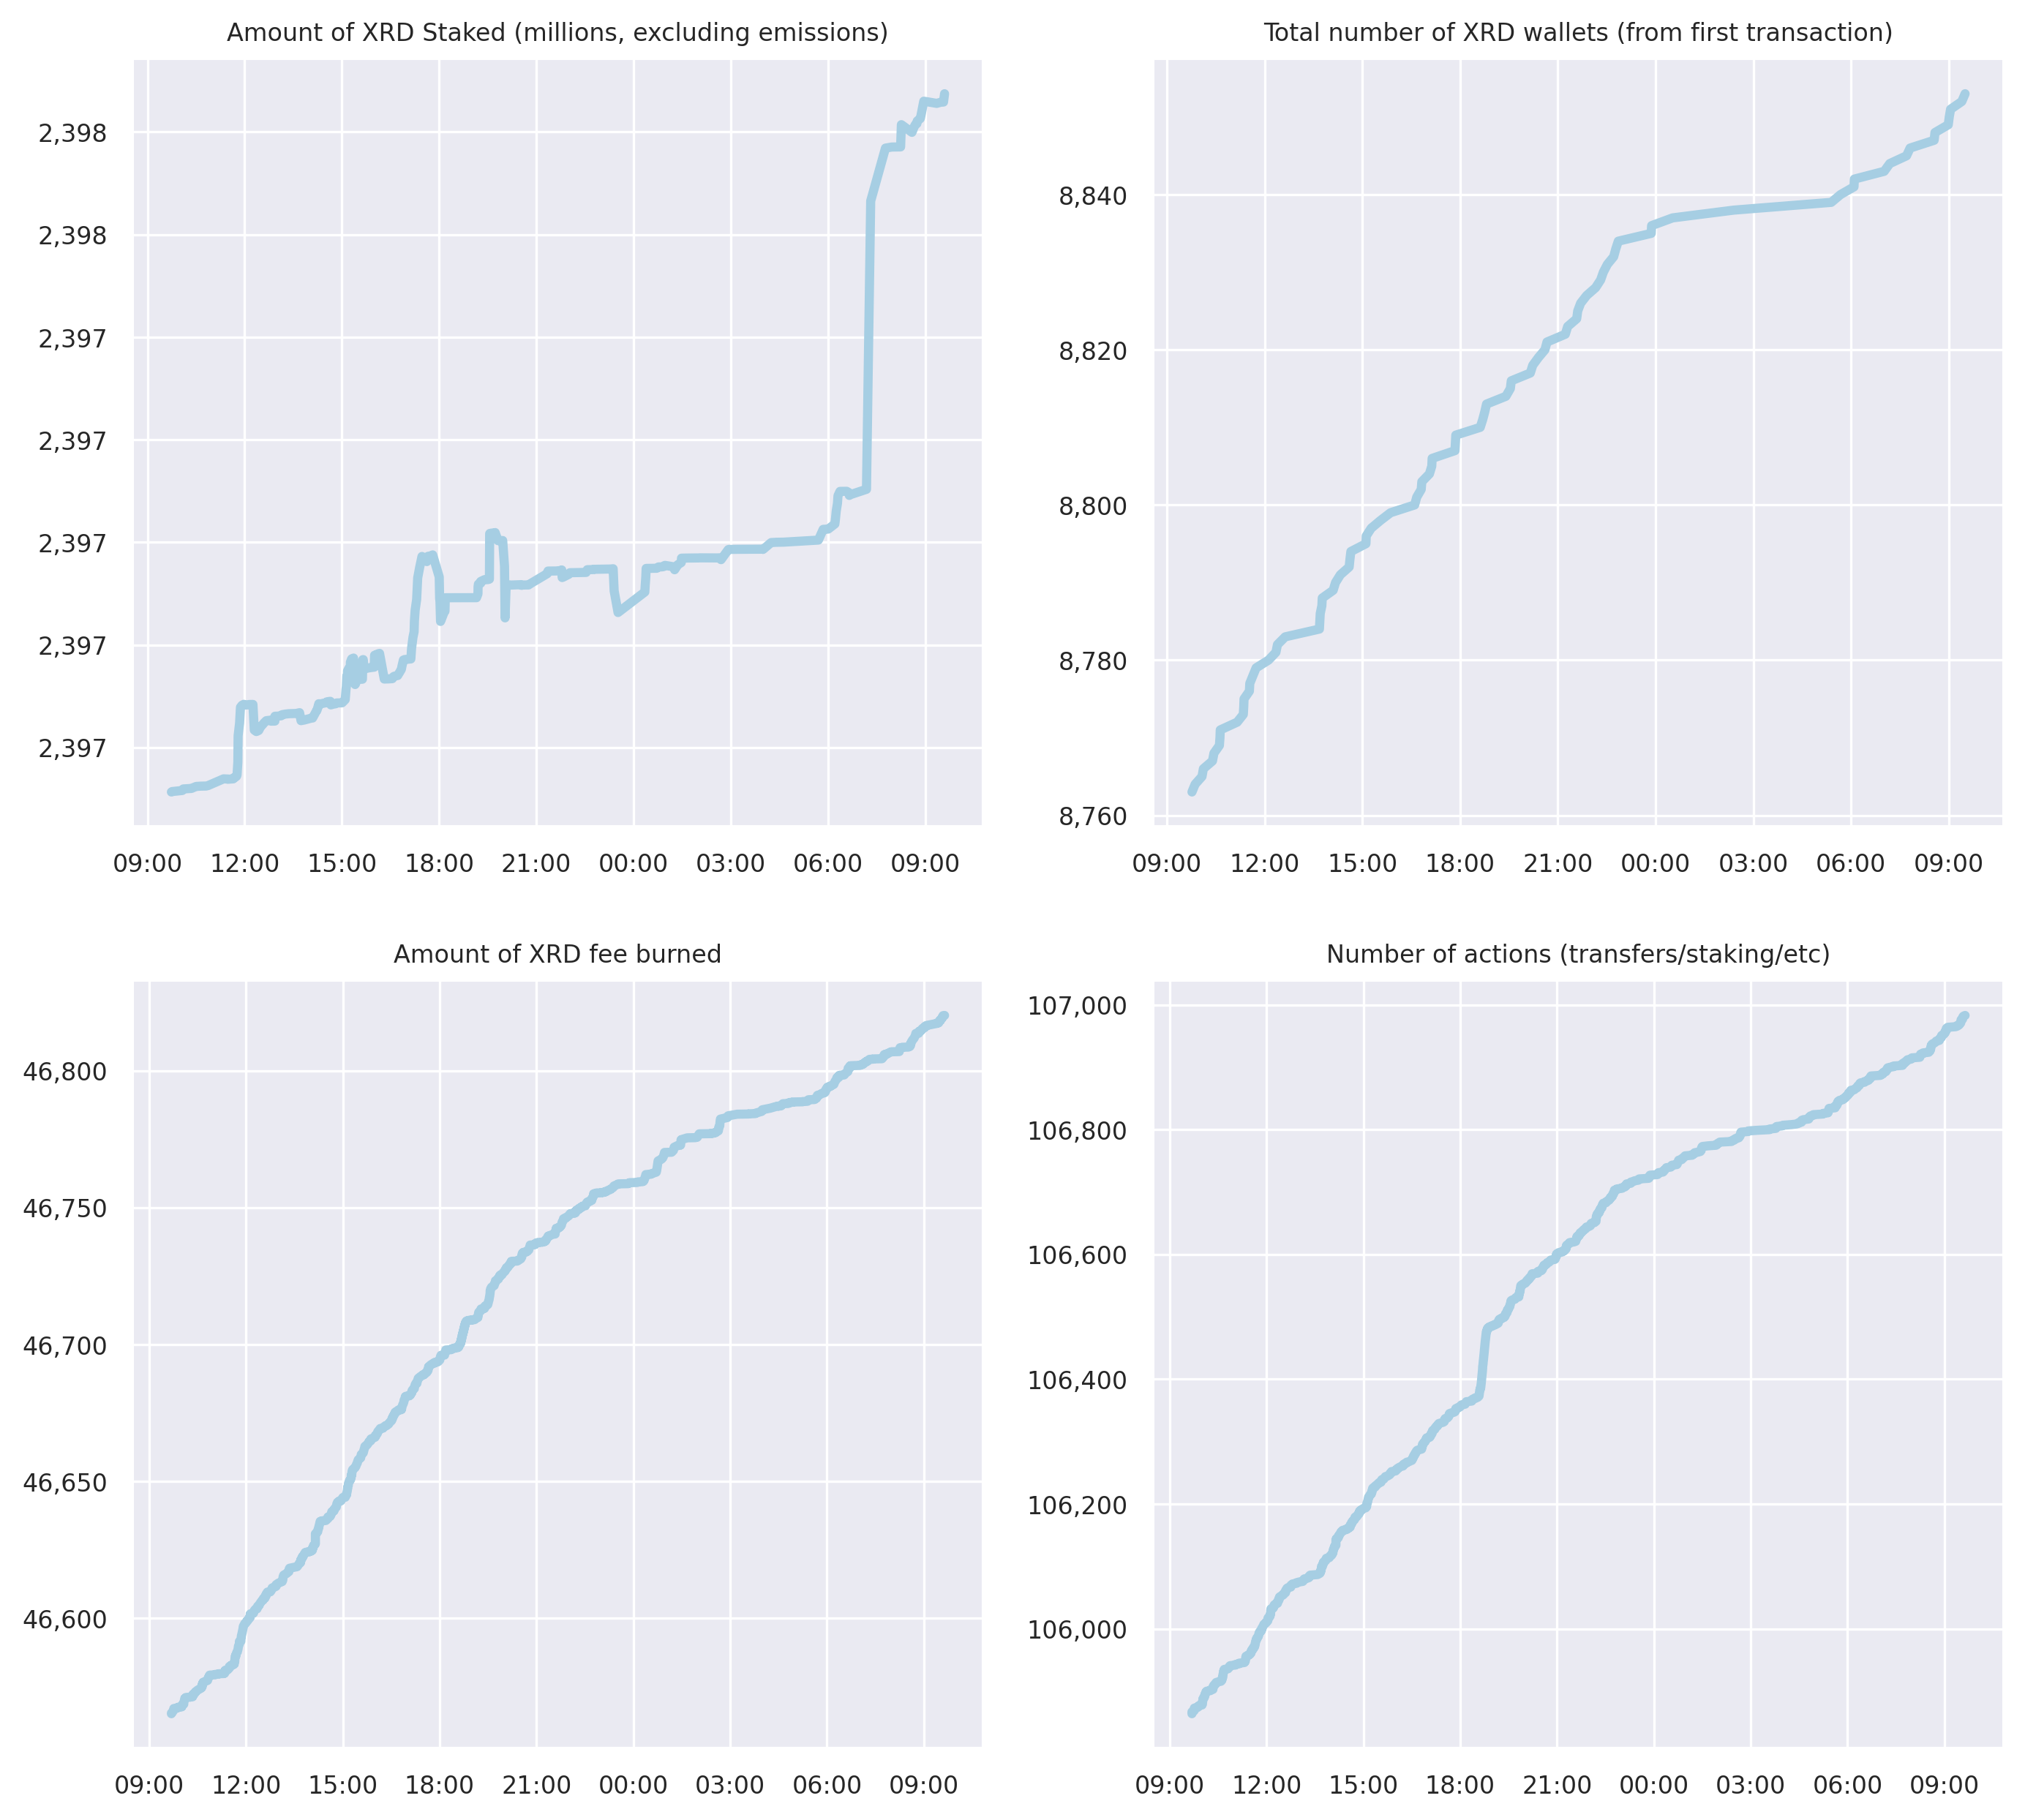 Amount of XRD Staked (millions, excluding emissions)
2,398
2,398
2,397
2,397
2,397
2,397
2,397
09:00 12:00 15:00 18:00 21:00 00:00 03:00 06:00 09:00
Total number of XRD wallets (from first transaction)
8,840
8,820
8,800
8,780
8,760
09:00 12:00 15:00 18:00 21:00 00:00 03:00 06:00 09:00
Amount of XRD fee burned
46,800
46,750
46,700
46,650
46,600
09:00 12:00 15:00 18:00 21:00 00:00 03:00 06:00 09:00
Number of actions (transfers/staking/etc)
107,000
106,800
106,600
106,400
106,200
106,000
09:00 12:00 15:00 18:00 21:00 00:00 03:00 06:00 09:00